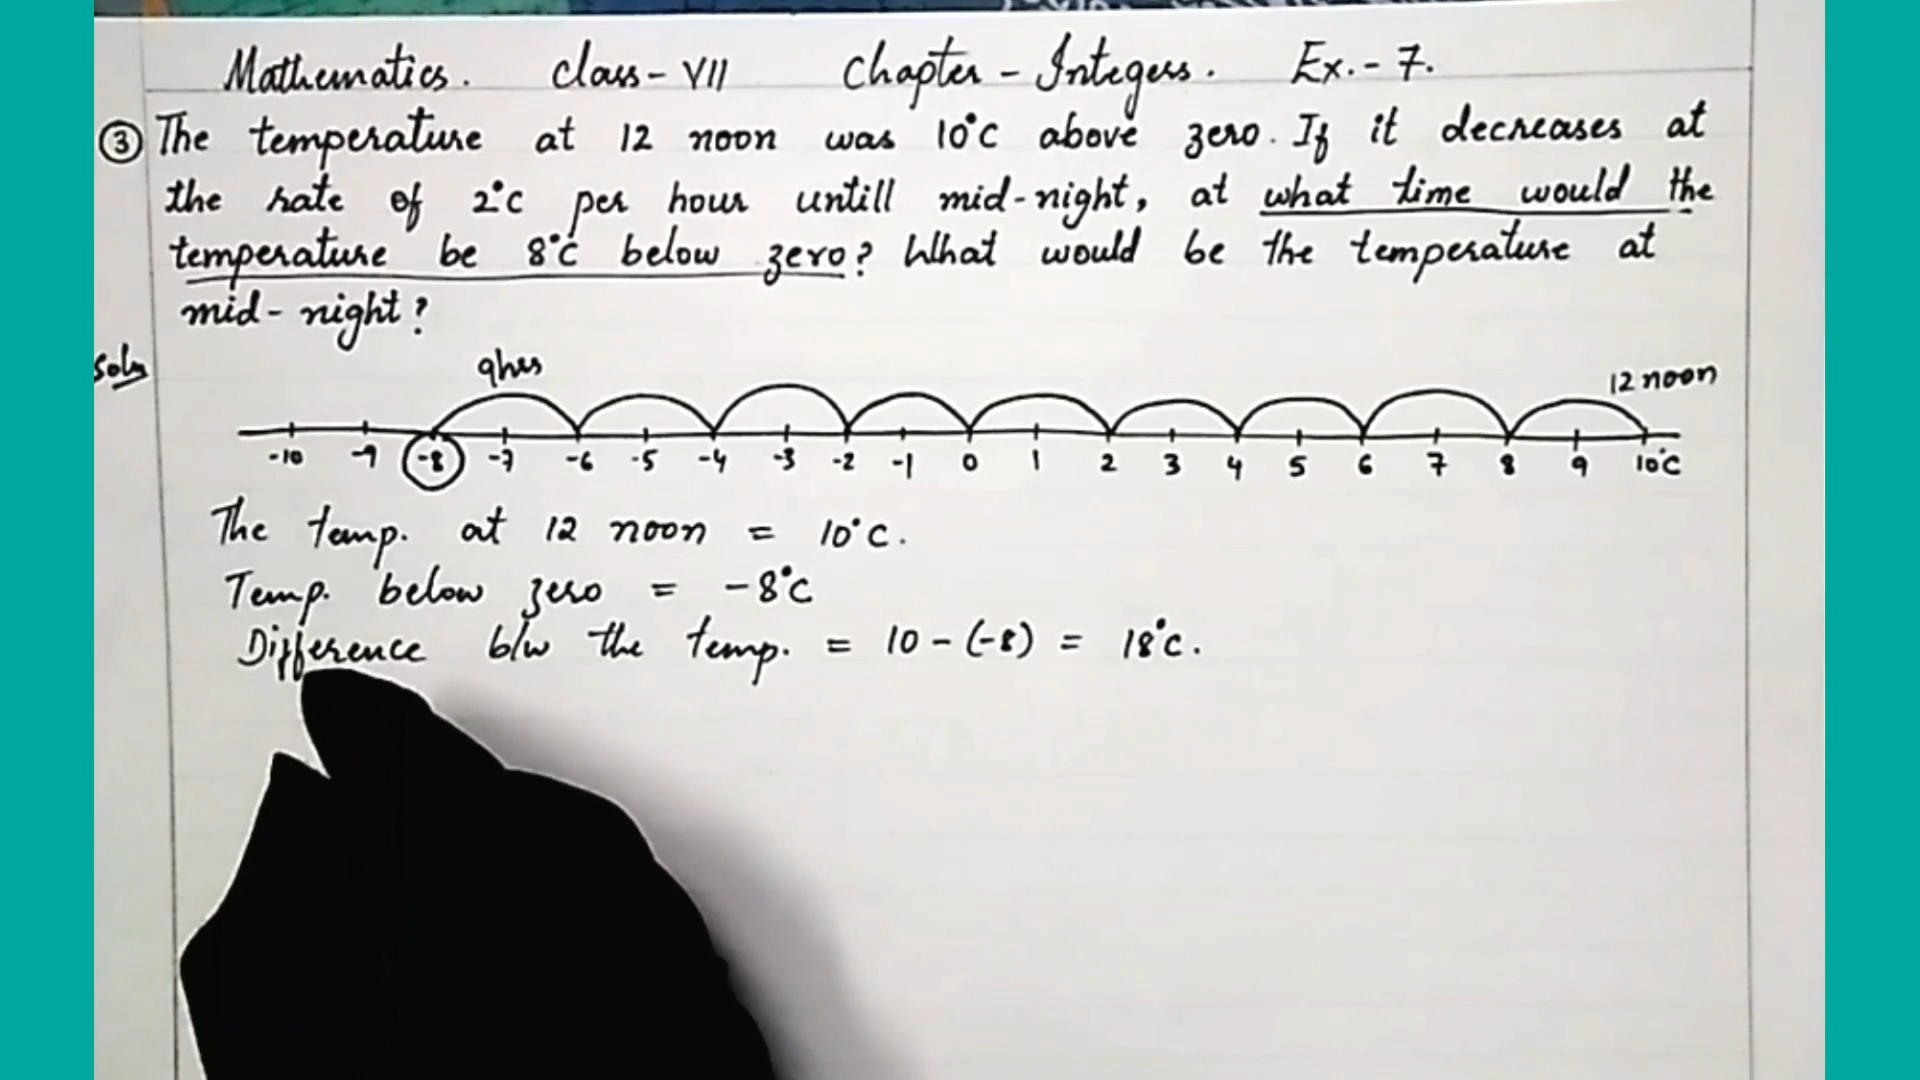 Mathematics. Class-VII Chapter - Integers. Ex.-7.
③ The temperature at 12 noon was 10°C above zero. If it decreases at
the rate of 2°C per hour untill mid-night, at what time would the
temperature be 8°C below zero? What would be the temperature at
mid-night?
Soln
9hrs
12 noon
-10 -9 -8 -7 -6 -5 -4 -3 -2 -1 0 1 2 3 4 5 6 7 8 9 10°C
The temp. at 12 noon = 10°C.
Temp. below zero = -8°C
Difference b/w the temp. = 10-(-8) = 18°C.